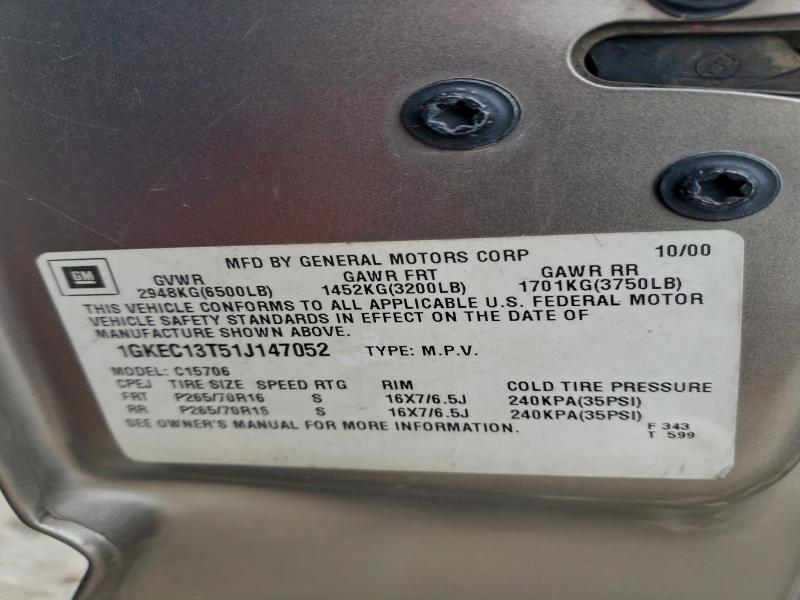 GM
MFD BY GENERAL MOTORS CORP 10/00
GVWR GAWR FRT GAWR RR
2948KG(6500LB) 1452KG(3200LB) 1701KG(3750LB)
THIS VEHICLE CONFORMS TO ALL APPLICABLE U.S. FEDERAL MOTOR
VEHICLE SAFETY STANDARDS IN EFFECT ON THE DATE OF
MANUFACTURE SHOWN ABOVE.
1GKEC13T51J147052 TYPE: M.P.V.
MODEL: C15706
CPEJ TIRE SIZE SPEED RTG RIM COLD TIRE PRESSURE
FRT P265/70R16 S 16X7/6.5J 240KPA(35PSI)
RR P265/70R16 S 16X7/6.5J 240KPA(35PSI)
SEE OWNER'S MANUAL FOR MORE INFORMATION.
F 343
T 599